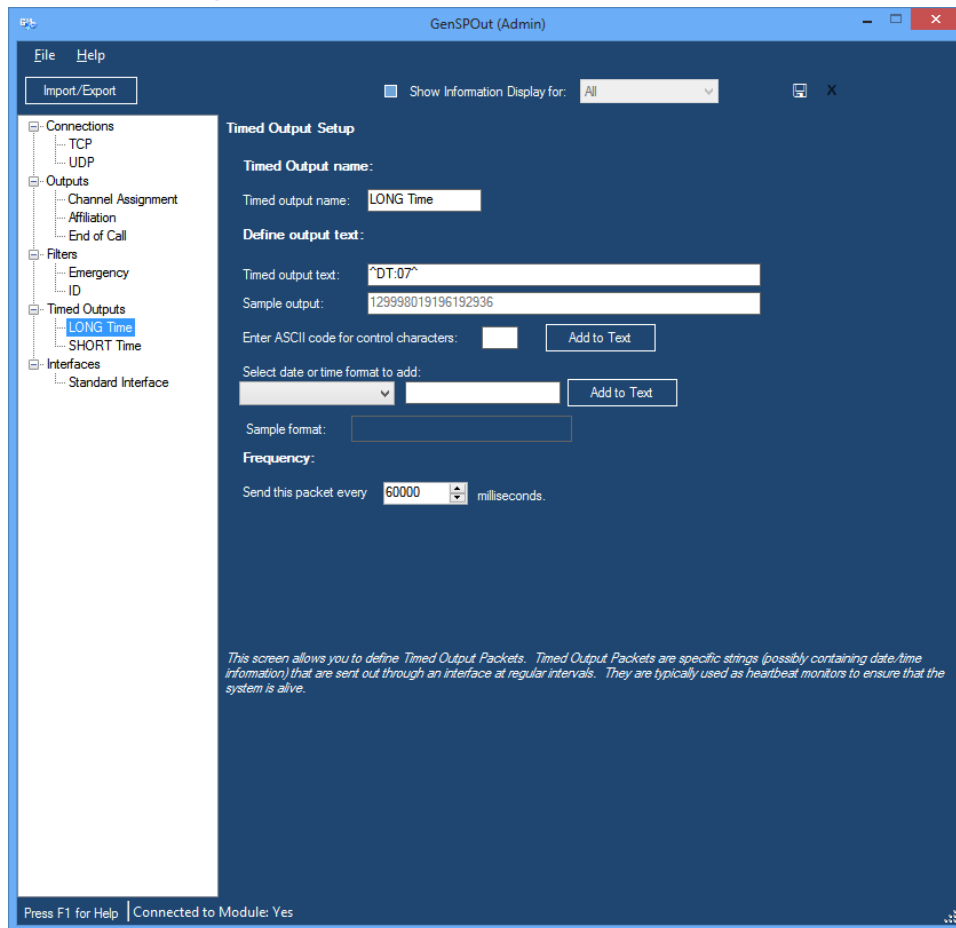 GenSPOut (Admin)
File Help
Import/Export
Show Information Display for: All
X
Connections
TCP
UDP
Outputs
Channel Assignment
Affiliation
End of Call
Filters
Emergency
ID
Timed Outputs
LONG Time
SHORT Time
Interfaces
Standard Interface
Timed Output Setup
Timed Output name:
Timed output name: LONG Time
Define output text:
Timed output text: ^DT:07^
Sample output: 129998019196192936
Enter ASCII code for control characters: Add to Text
Select date or time format to add:
Add to Text
Sample format:
Frequency:
Send this packet every 60000 milliseconds.
This screen allows you to define Timed Output Packets. Timed Output Packets are specific strings (possibly containing date/time
information) that are sent out through an interface at regular intervals. They are typically used as heartbeat monitors to ensure that the
system is alive.
Press F1 for Help Connected to Module: Yes